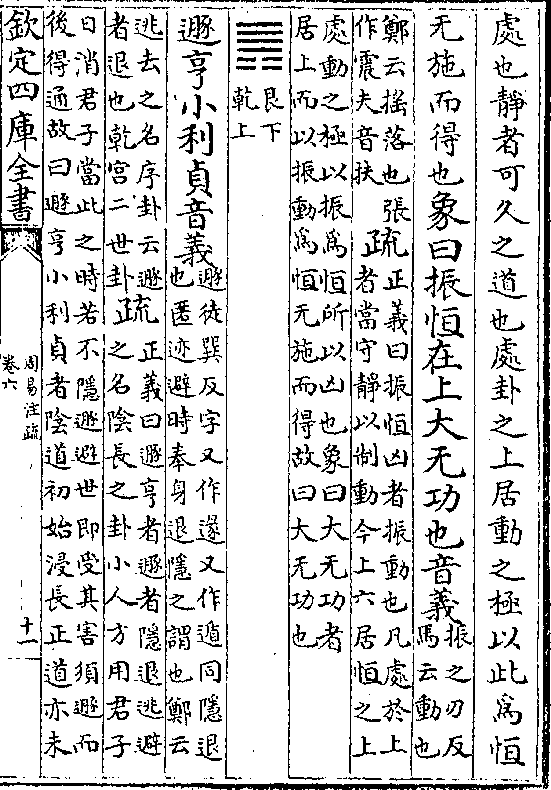 處也靜者可久之道也處卦之上居動之極以此爲恒
无施而得也象曰振恒在上大无功也音義振之刃反
馬云動也
鄭云摇落也張
作震夫音扶
疏正義曰振恒凶者振動也凡處於上
者當守靜以制動今上六居恒之上
處動之極以振爲恒所以凶也象曰大无功者
居上而以振動爲恒无施而得故曰大无功也
䷠艮下
乾上
遯亨小利貞音義遯徒巽反字又作遂又作遁同隱退
也匿迹避時奉身退隱之謂也鄭云
逃去之名序卦云遯
者退也乾宫二世卦
疏正義曰遯亨者遯者隱退逃避
之名陰長之卦小人方用君子
日消君子當此之時若不隱遯避世即受其害須遯而
後得通故曰遯亨小利貞者陰道初始浸長正道亦未
欽定四庫全書
周易注疏
卷六
十一